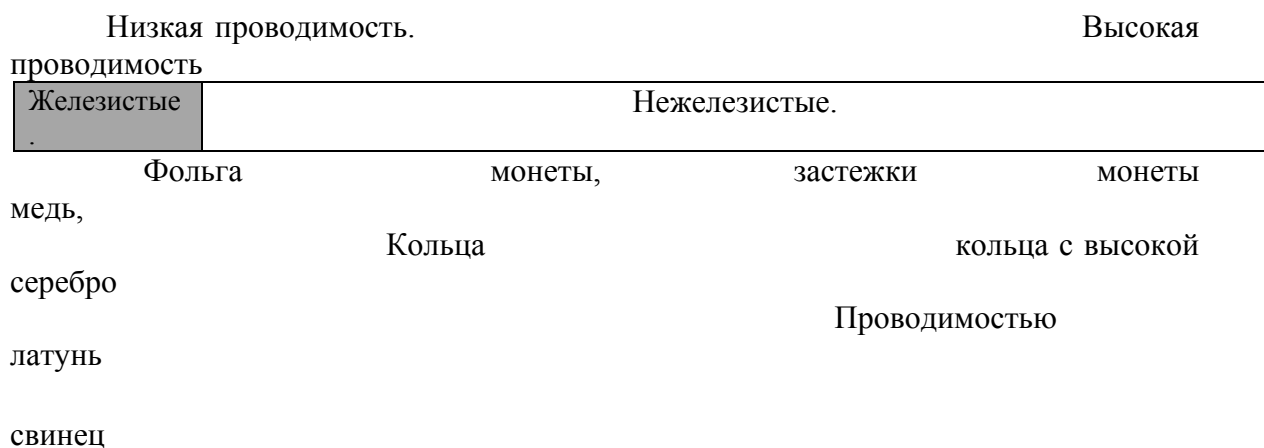 Низкая проводимость. Высокая
проводимость
Железистые Нежелезистые.
.
Фольга монеты, застежки монеты
медь,
Кольца кольца с высокой
серебро
Проводимостью
латунь
свинец